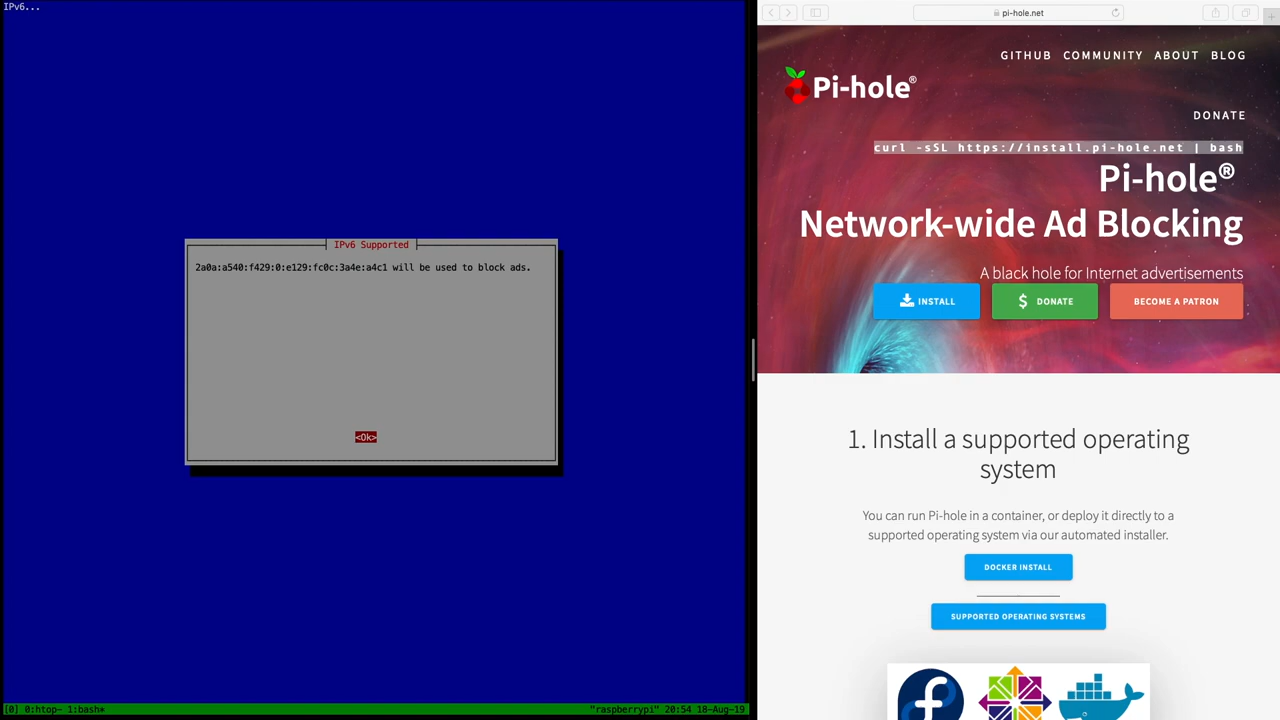 IPv6...
IPv6 Supported
2a0a:a540:f429:0:e129:fc0c:3a4e:a4c1 will be used to block ads.
<Ok>
[0] 0:htop- 1:bash*
"raspberrypi" 20:54 18-Aug-19
pi-hole.net
GITHUB COMMUNITY ABOUT BLOG
Pi-hole®
DONATE
curl -sSL https://install.pi-hole.net | bash
Pi-hole®
Network-wide Ad Blocking
A black hole for Internet advertisements
INSTALL
$ DONATE
BECOME A PATRON
1. Install a supported operating
system
You can run Pi-hole in a container, or deploy it directly to a
supported operating system via our automated installer.
DOCKER INSTALL
SUPPORTED OPERATING SYSTEMS